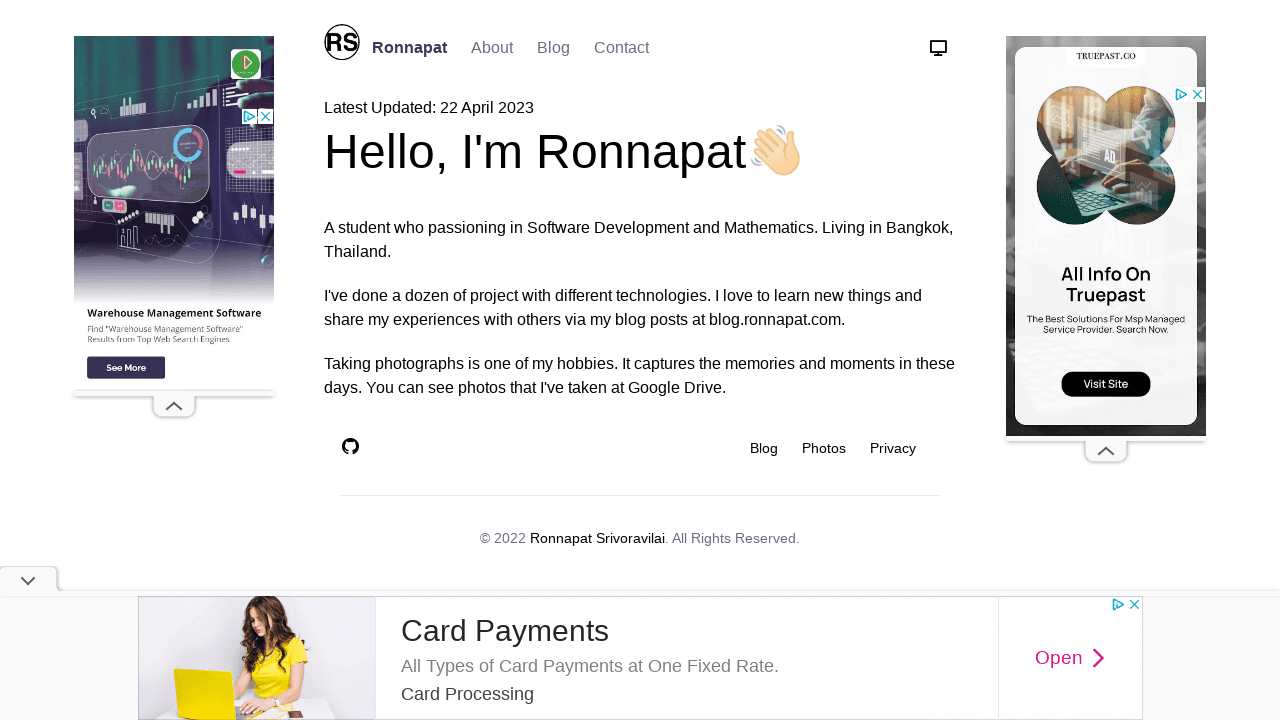 RS
Ronnapat About Blog Contact
Latest Updated: 22 April 2023
Hello, I'm Ronnapat
A student who passioning in Software Development and Mathematics. Living in Bangkok,
Thailand.
I've done a dozen of project with different technologies. I love to learn new things and
share my experiences with others via my blog posts at blog.ronnapat.com.
Taking photographs is one of my hobbies. It captures the memories and moments in these
days. You can see photos that I've taken at Google Drive.
Blog Photos Privacy
© 2022 Ronnapat Srivoravilai. All Rights Reserved.
Warehouse Management Software
Find "Warehouse Management Software"
Results from Top Web Search Engines
See More
TRUEPAST.CO
AD
All Info On
Truepast
The Best Solutions For Msp Managed
Service Provider. Search Now.
Visit Site
Card Payments
All Types of Card Payments at One Fixed Rate.
Card Processing
Open